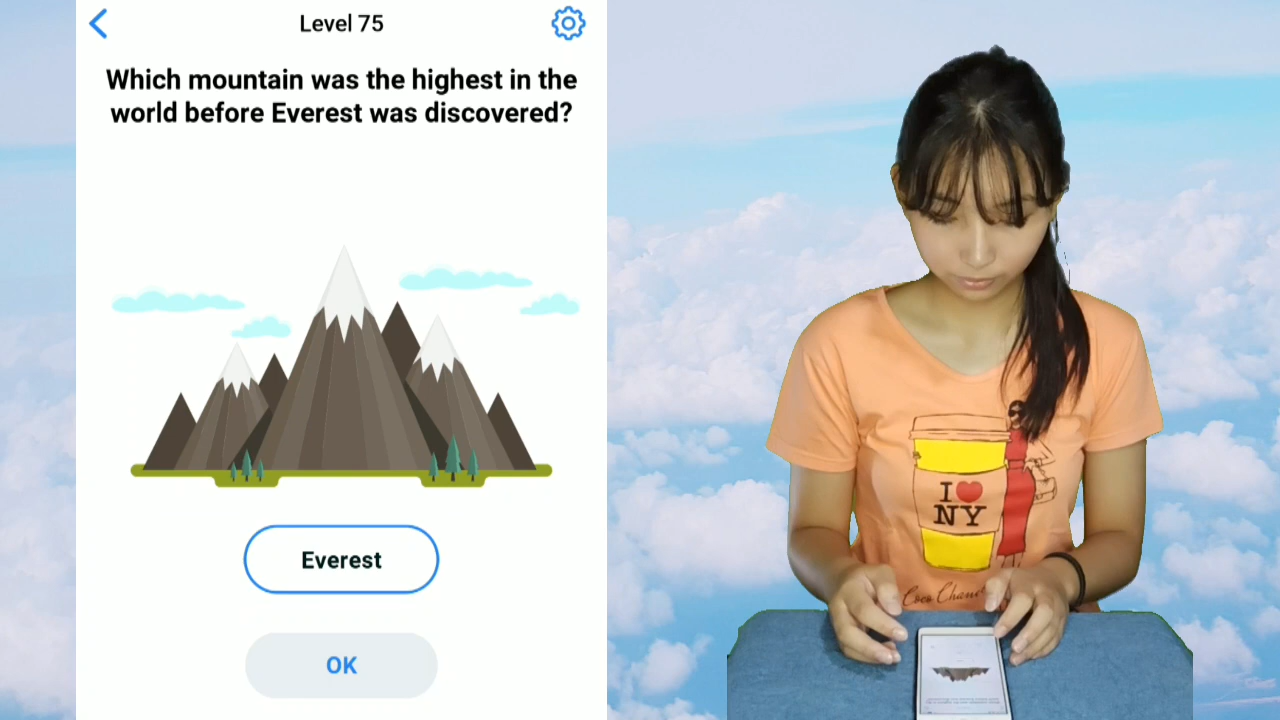 Level 75
Which mountain was the highest in the
world before Everest was discovered?
Everest
OK
I
NY
Coco Chanel